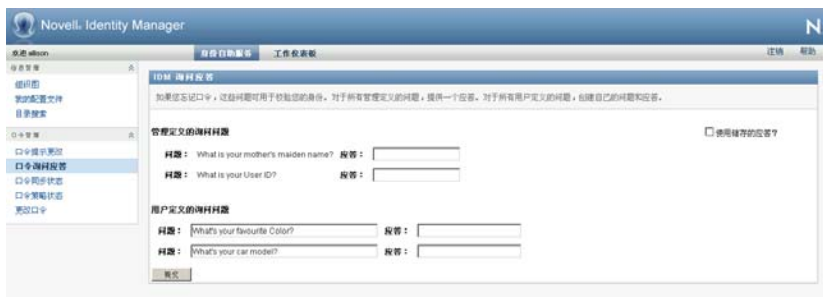 Novell® Identity Manager
N
欢迎 allison
身份自助服务 工作仪表板
注销 帮助
信息管理
组织图
我的配置文件
目录搜索
口令管理
口令提示更改
口令询问应答
口令同步状态
口令策略状态
更改口令
IDM 询问应答
如果您忘记口令，这些问题可用于校验您的身份。对于所有管理定义的问题，提供一个应答。对于所有用户定义的问题，创建自己的问题和应答。
管理定义的询问问题
使用储存的应答?
问题： What is your mother's maiden name? 应答：
问题： What is your User ID? 应答：
用户定义的询问问题
问题： What's your favourite Color? 应答：
问题： What's your car model? 应答：
提交